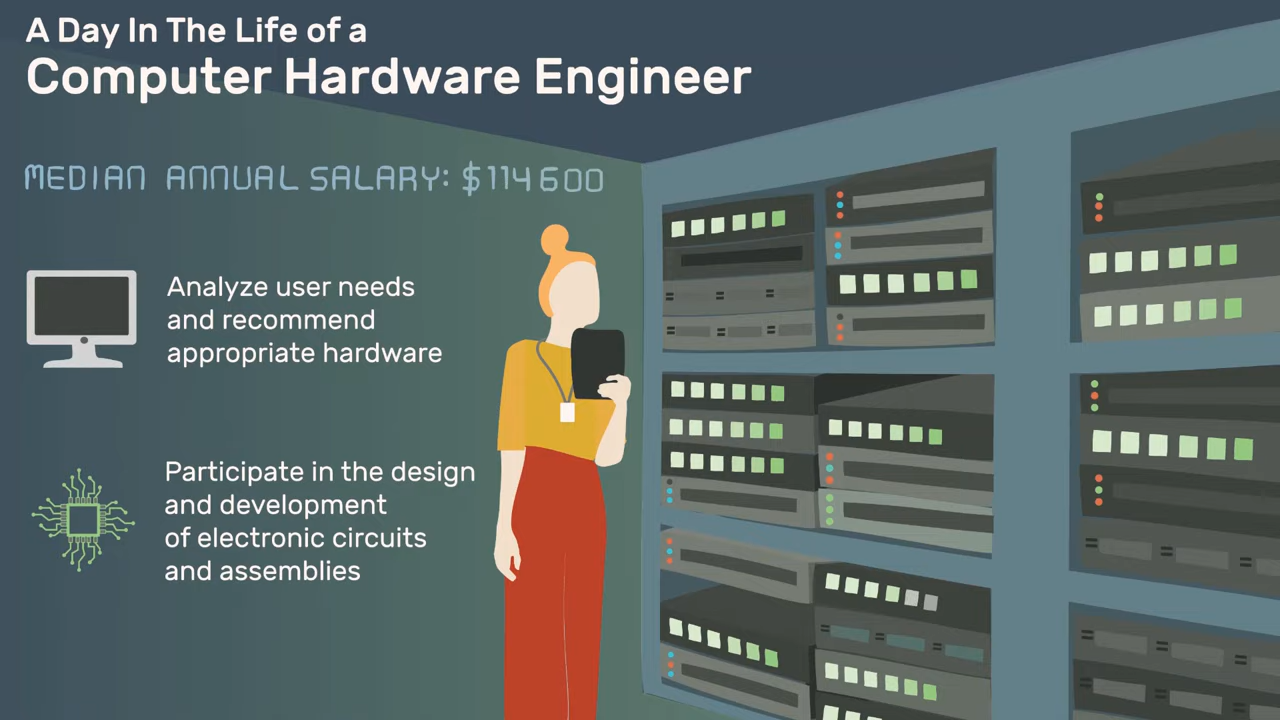 A Day In The Life of a
Computer Hardware Engineer
MEDIAN ANNUAL SALARY: $114600
Analyze user needs
and recommend
appropriate hardware
Participate in the design
and development
of electronic circuits
and assemblies